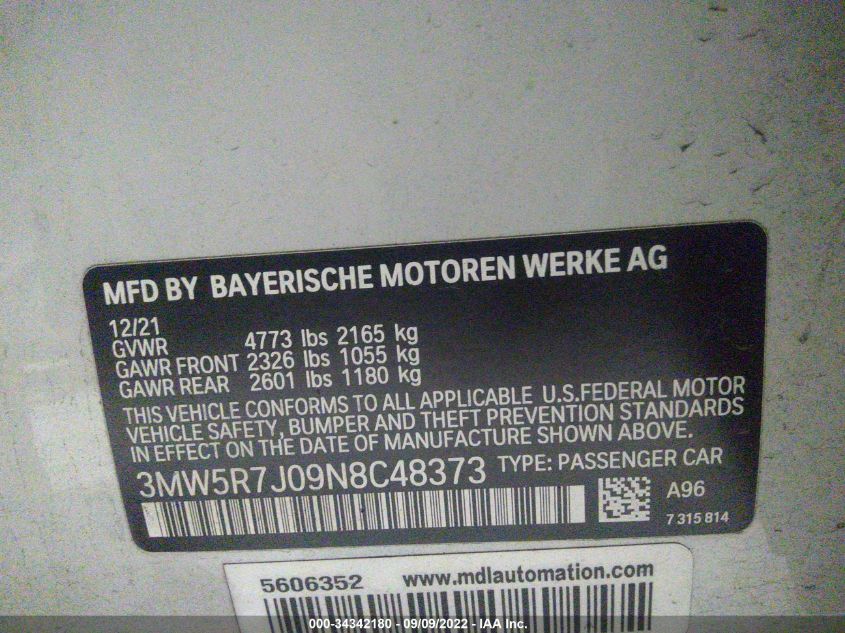 MFD BY BAYERISCHE MOTOREN WERKE AG
12/21
GVWR 4773 lbs 2165 kg
GAWR FRONT 2326 lbs 1055 kg
GAWR REAR 2601 lbs 1180 kg
THIS VEHICLE CONFORMS TO ALL APPLICABLE U.S.FEDERAL MOTOR
VEHICLE SAFETY, BUMPER AND THEFT PREVENTION STANDARDS
IN EFFECT ON THE DATE OF MANUFACTURE SHOWN ABOVE.
3MW5R7J09N8C48373 TYPE: PASSENGER CAR
A96
7 315 814
5606352 www.mdlautomation.com
000-34342180 - 09/09/2022 - IAA Inc.